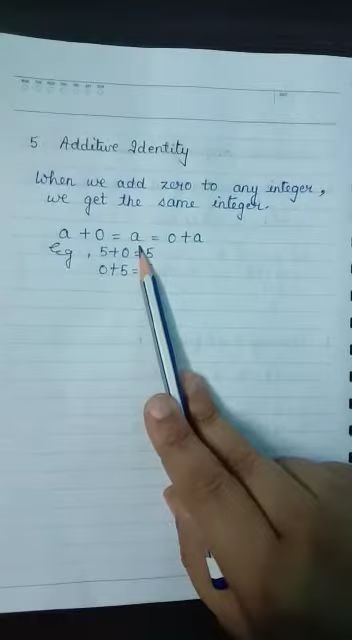 5 Additive Identity
When we add zero to any integer,
we get the same integer.
a + 0 = a = 0 + a
Eg, 5+0=5
0+5=